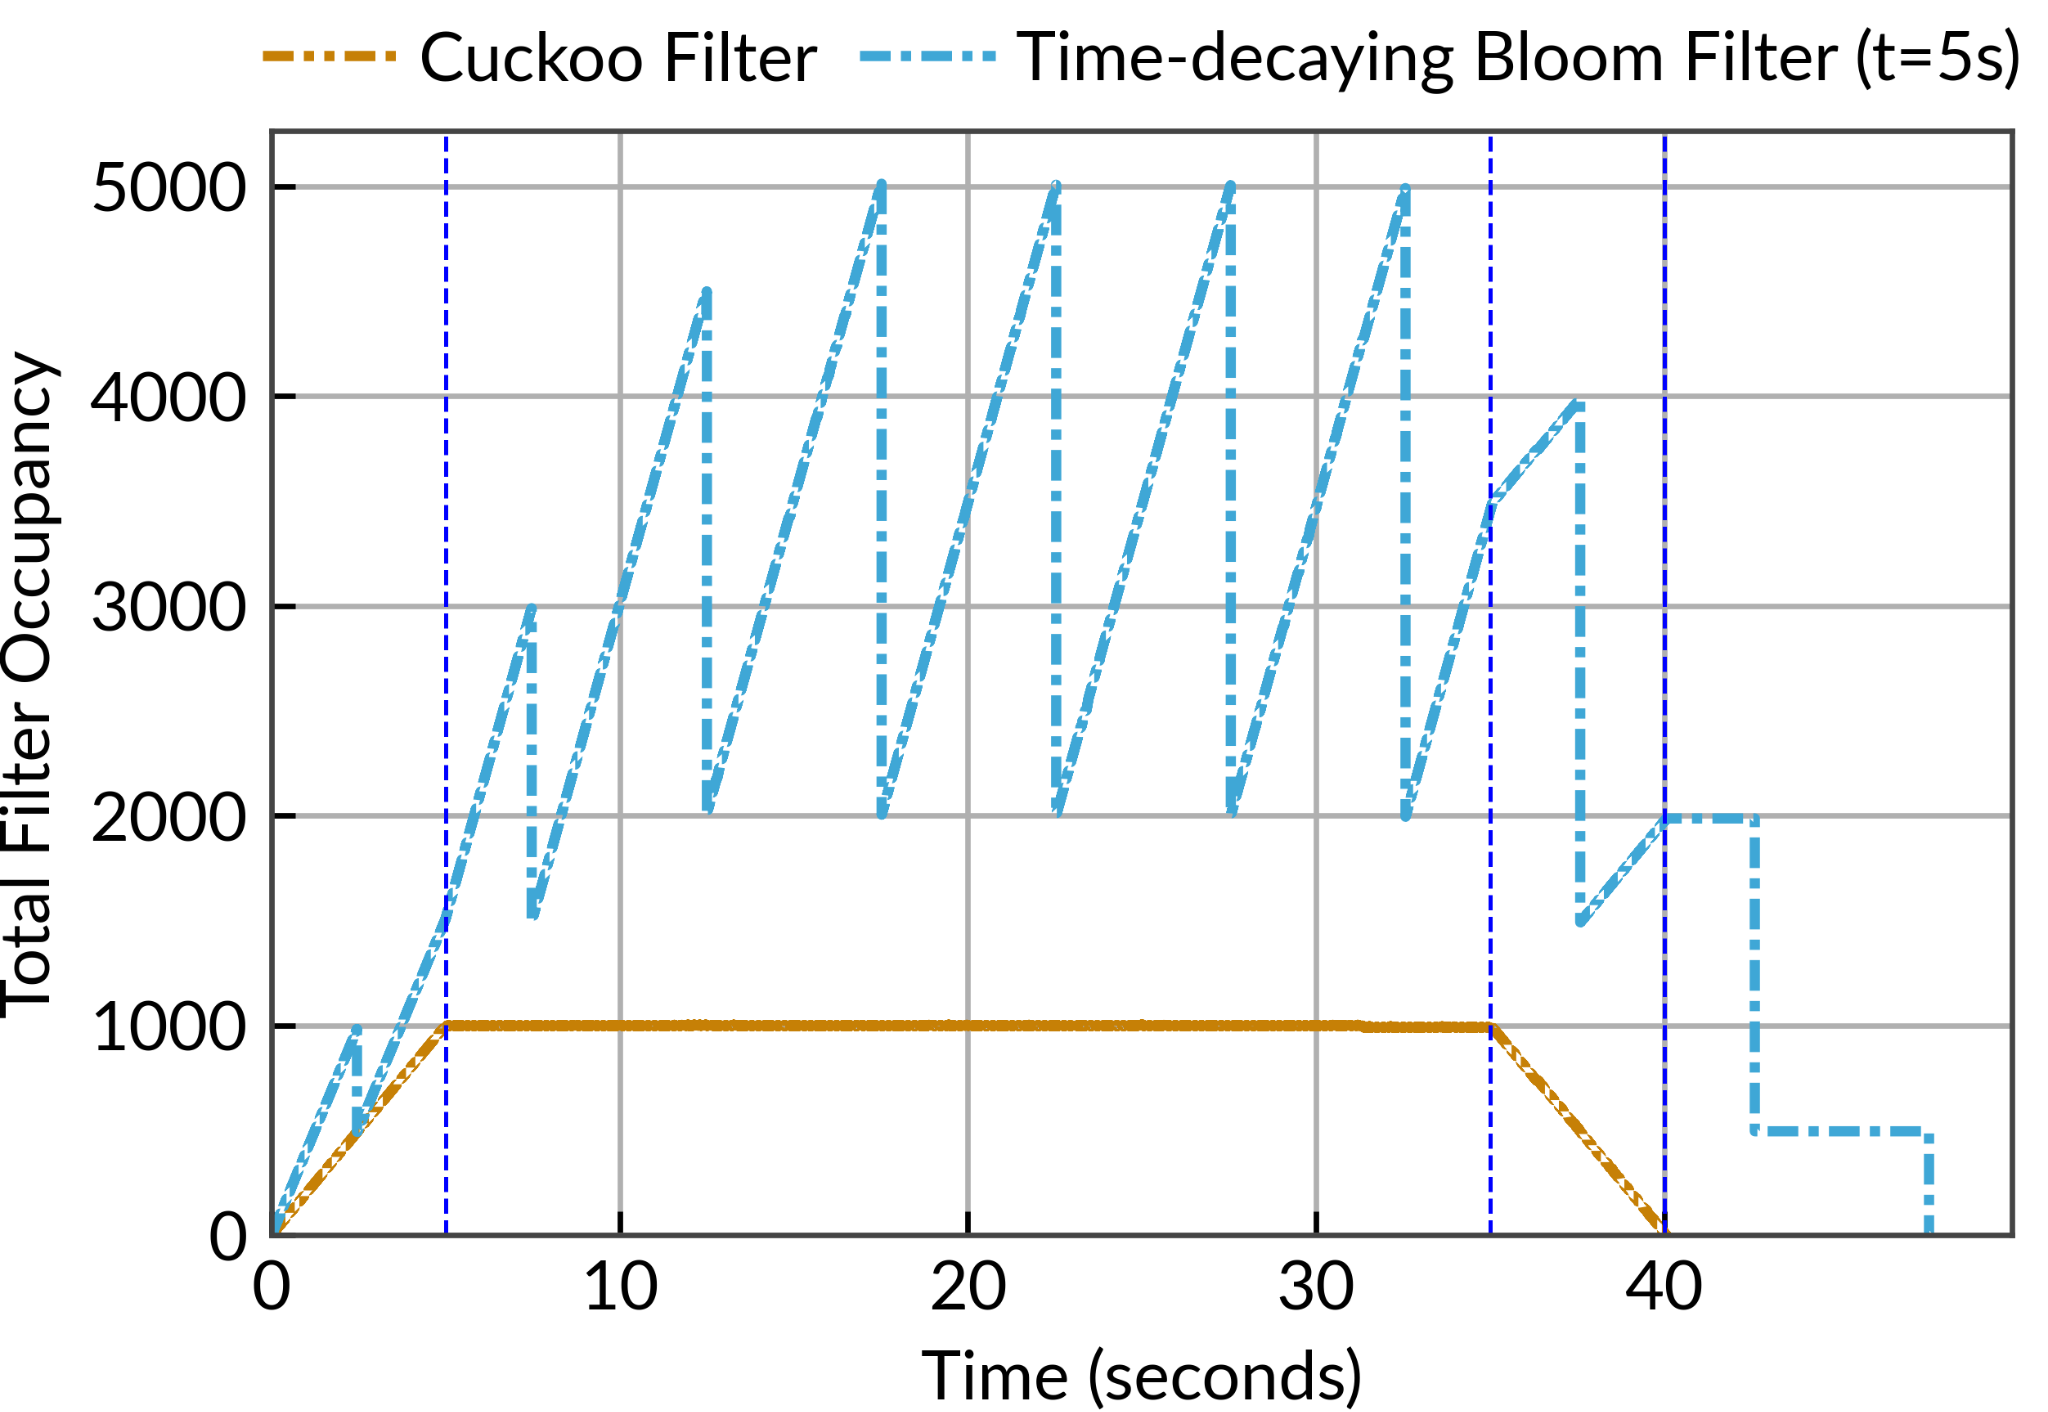 Cuckoo Filter
Time-decaying Bloom Filter (t=5s)
Total Filter Occupancy
5000
4000
3000
2000
1000
0
0 10 20 30 40
Time (seconds)